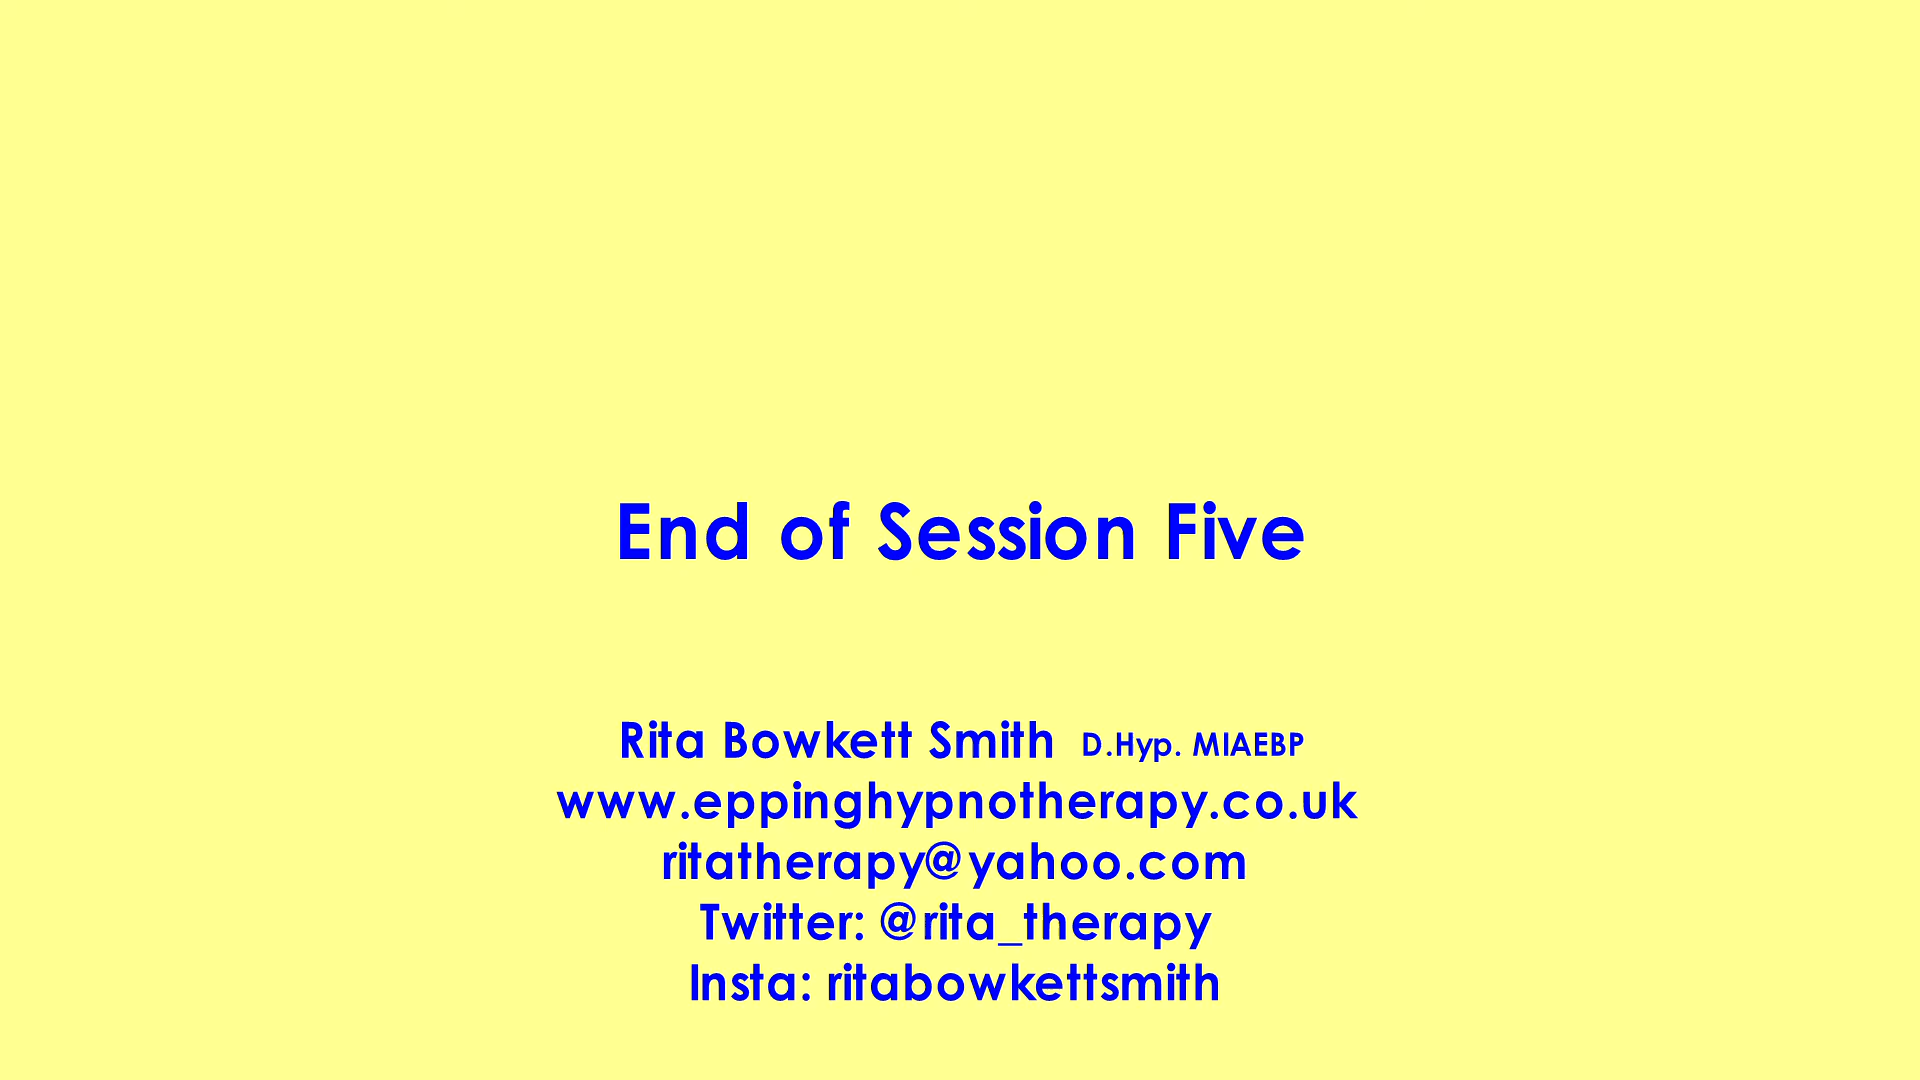 End of Session Five
Rita Bowkett Smith D.Hyp. MIAEBP
www.eppinghypnotherapy.co.uk
ritatherapy@yahoo.com
Twitter: @rita_therapy
Insta: ritabowkettsmith